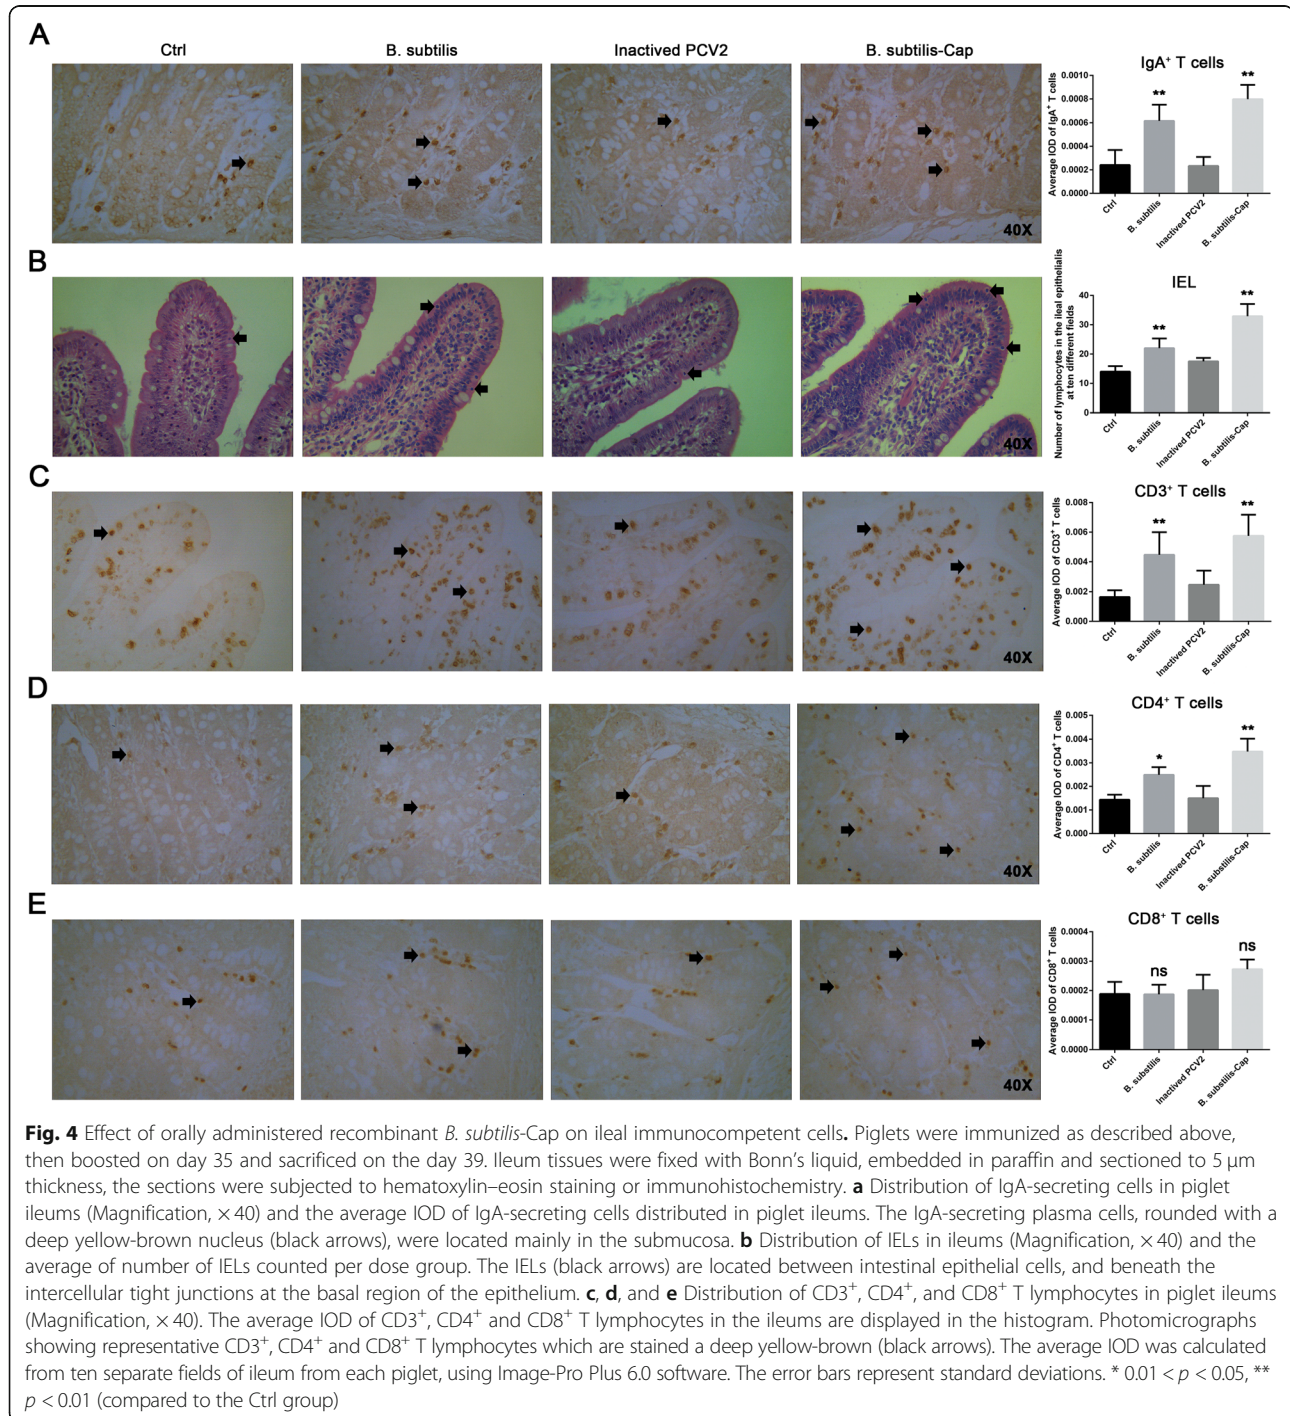 A
Ctrl
B. subtilis
Inactived PCV2
B. subtilis-Cap
40X
IgA⁺ T cells
Average IOD of IgA⁺ T cells
0.0010
0.0008
0.0006
0.0004
0.0002
0.0000
**
**
Ctrl
B. subtilis
Inactived PCV2
B. subtilis-Cap
B
40X
IEL
Number of lymphocytes in the ileal epithelialis
at ten different fields
40
30
20
10
0
**
**
Ctrl
B. subtilis
Inactived PCV2
B. subtilis-Cap
C
40X
CD3⁺ T cells
Average IOD of CD3⁺ T cells
0.008
0.006
0.004
0.002
0.000
**
**
Ctrl
B. subtilis
Inactived PCV2
B. subtilis-Cap
D
40X
CD4⁺ T cells
Average IOD of CD4⁺ T cells
0.005
0.004
0.003
0.002
0.001
0.000
*
**
Ctrl
B. substilis
Inactived PCV2
B. substilis-Cap
E
40X
CD8⁺ T cells
Average IOD of CD8⁺ T cells
0.0004
0.0003
0.0002
0.0001
0.0000
ns
ns
Ctrl
B. substilis
Inactived PCV2
B. substilis-Cap
Fig. 4 Effect of orally administered recombinant B. subtilis-Cap on ileal immunocompetent cells. Piglets were immunized as described above,
then boosted on day 35 and sacrificed on the day 39. Ileum tissues were fixed with Bonn’s liquid, embedded in paraffin and sectioned to 5 μm
thickness, the sections were subjected to hematoxylin–eosin staining or immunohistochemistry. a Distribution of IgA-secreting cells in piglet
ileums (Magnification, × 40) and the average IOD of IgA-secreting cells distributed in piglet ileums. The IgA-secreting plasma cells, rounded with a
deep yellow-brown nucleus (black arrows), were located mainly in the submucosa. b Distribution of IELs in ileums (Magnification, × 40) and the
average of number of IELs counted per dose group. The IELs (black arrows) are located between intestinal epithelial cells, and beneath the
intercellular tight junctions at the basal region of the epithelium. c, d, and e Distribution of CD3⁺, CD4⁺, and CD8⁺ T lymphocytes in piglet ileums
(Magnification, × 40). The average IOD of CD3⁺, CD4⁺ and CD8⁺ T lymphocytes in the ileums are displayed in the histogram. Photomicrographs
showing representative CD3⁺, CD4⁺ and CD8⁺ T lymphocytes which are stained a deep yellow-brown (black arrows). The average IOD was calculated
from ten separate fields of ileum from each piglet, using Image-Pro Plus 6.0 software. The error bars represent standard deviations. * 0.01 < p < 0.05, **
p < 0.01 (compared to the Ctrl group)